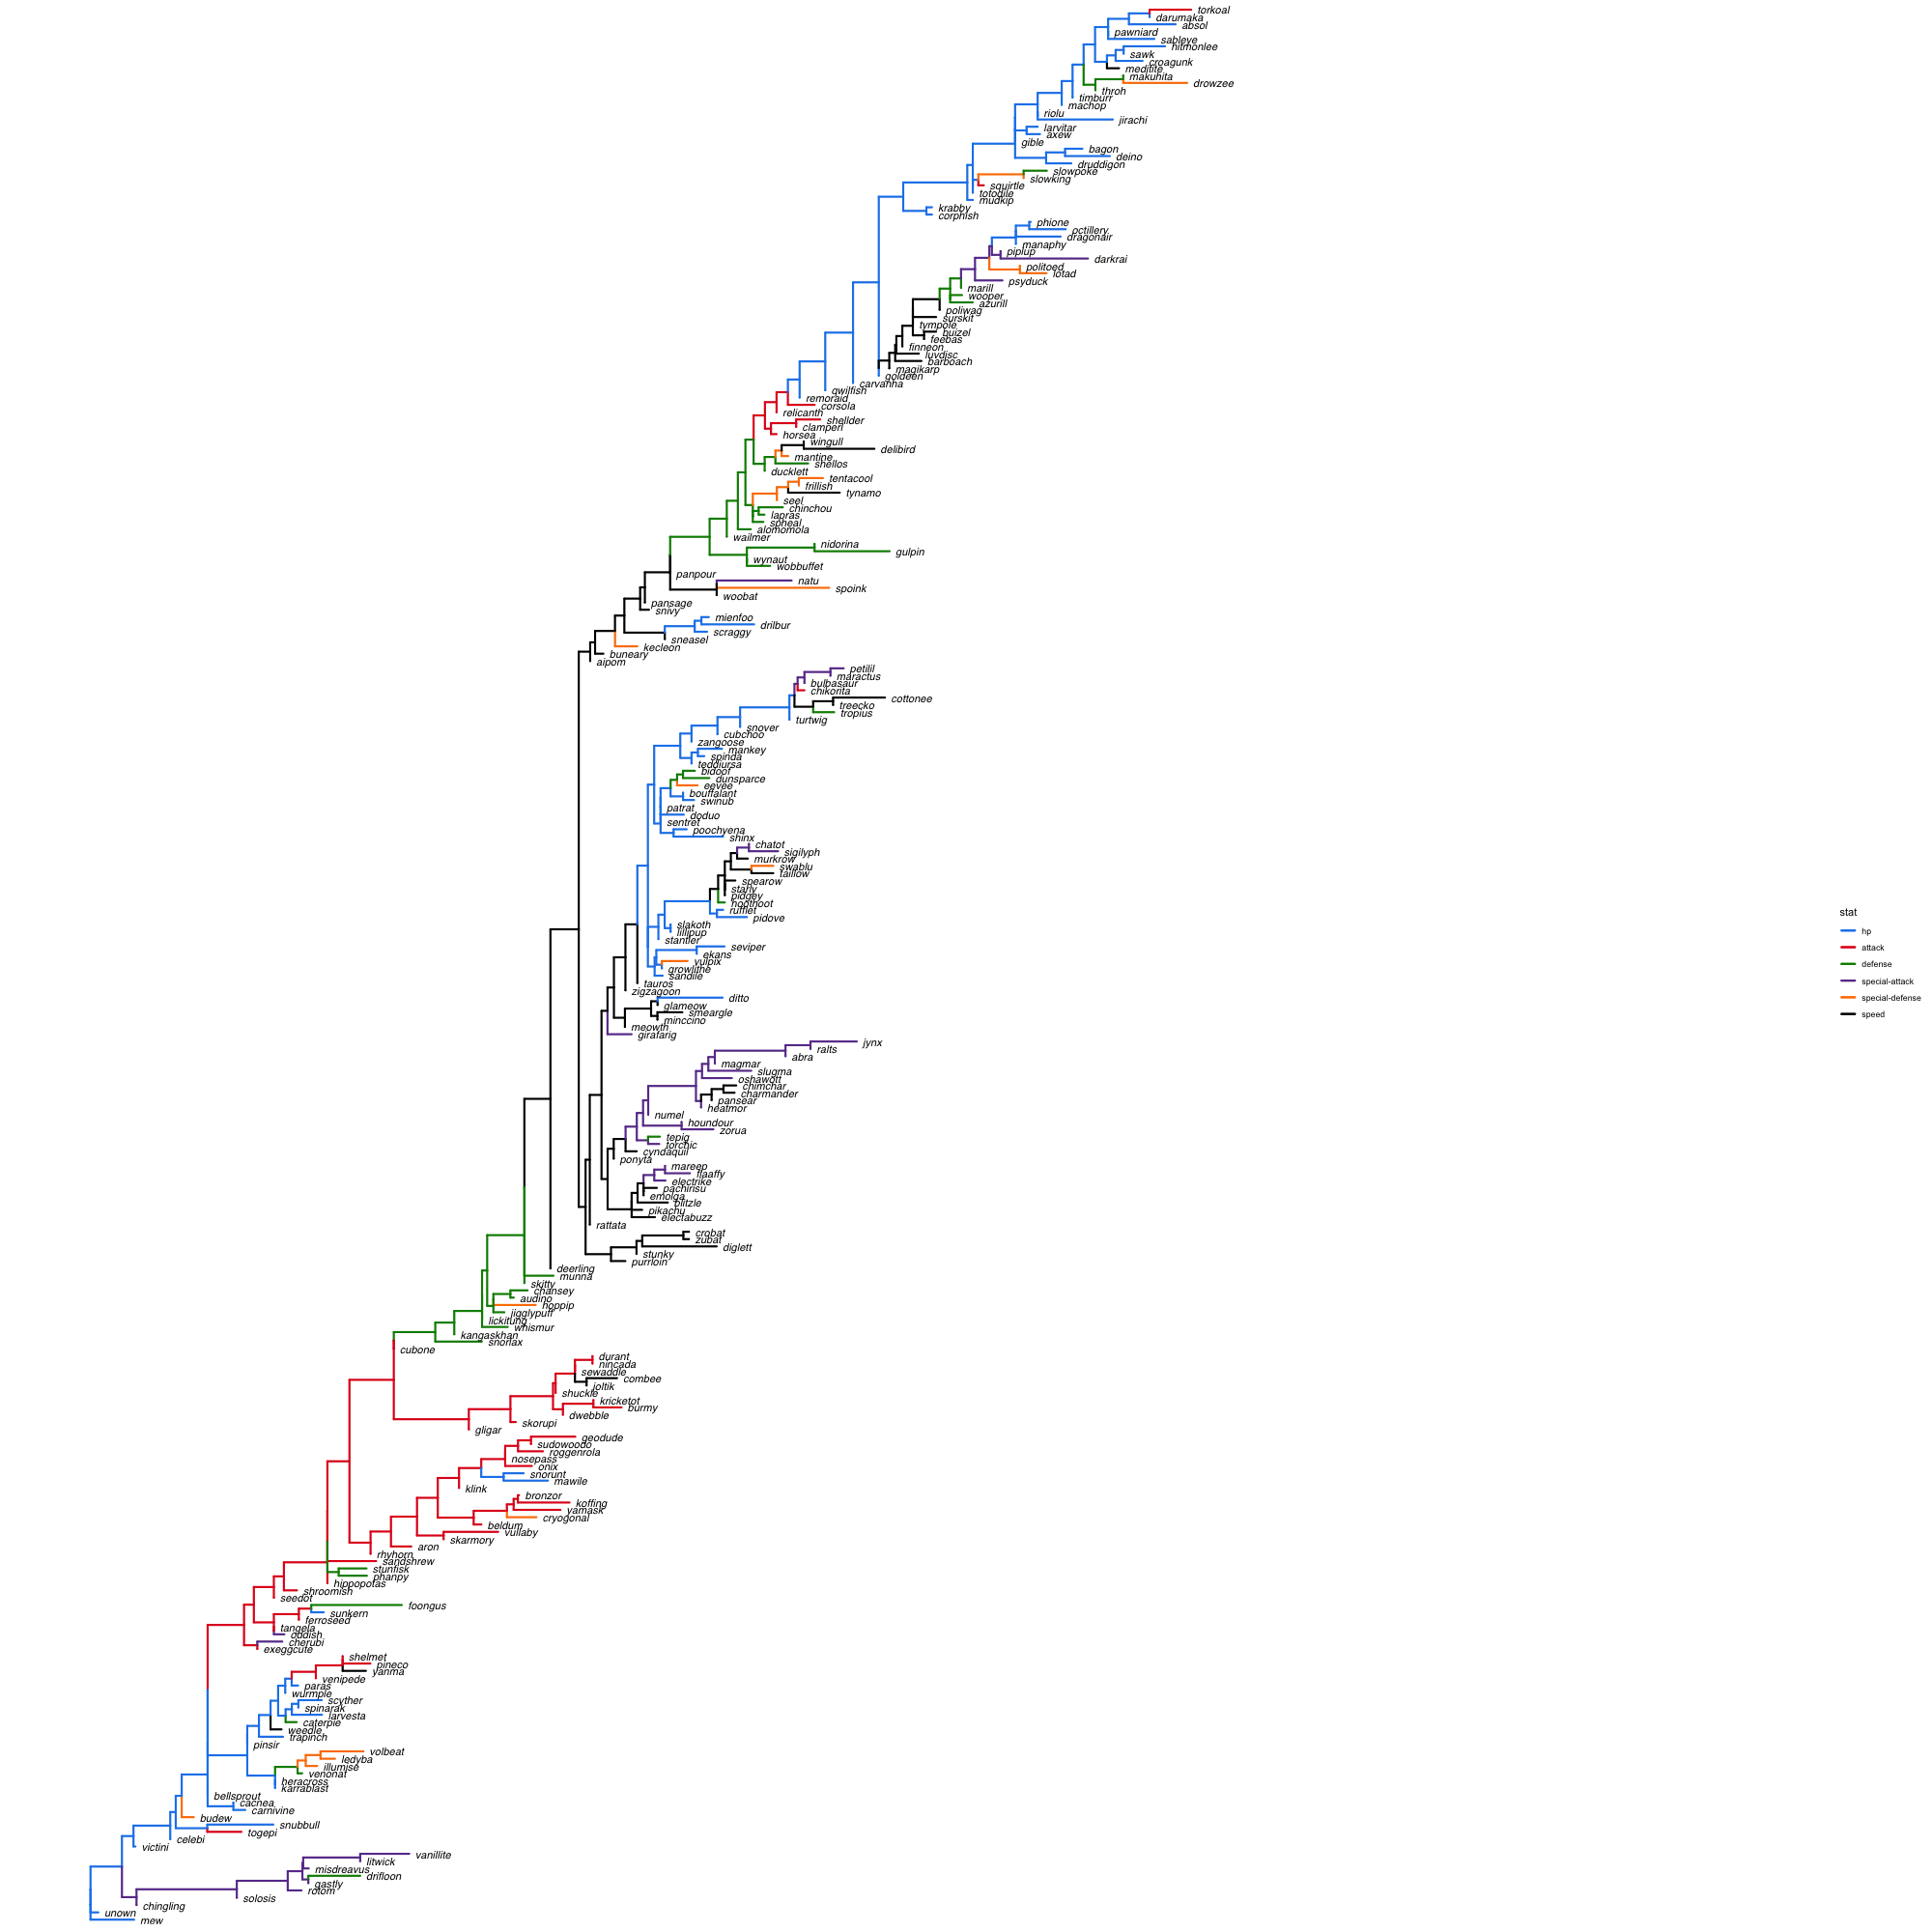 torkoal
darumaka
absol
pawniard
sableye
hitmonlee
sawk
croagunk
meditite
makuhita
drowzee
throh
timburr
machop
riolu
jirachi
larvitar
axew
gible
bagon
deino
druddigon
slowpoke
slowking
squirtle
totodile
mudkip
krabby
corphish
phione
octillery
dragonair
manaphy
piplup
darkrai
politoed
lotad
psyduck
marill
wooper
azurill
poliwag
surskit
tympole
buizel
feebas
finneon
luvdisc
barboach
magikarp
goldeen
carvanha
qwilfish
remoraid
corsola
relicanth
shellder
clamperl
horsea
wingull
delibird
mantine
shellos
ducklett
tentacool
frillish
tynamo
seel
chinchou
lapras
spheal
alomomola
wailmer
nidorina
gulpin
wynaut
wobbuffet
panpour
natu
spoink
woobat
pansage
snivy
mienfoo
drilbur
scraggy
sneasel
kecleon
buneary
aipom
petilil
maractus
bulbasaur
chikorita
cottonee
treecko
tropius
turtwig
snover
cubchoo
zangoose
mankey
spinda
teddiursa
bidoof
dunsparce
eevee
bouffalant
swinub
patrat
doduo
sentret
poochyena
shinx
chatot
sigilyph
murkrow
swablu
taillow
spearow
starly
pidgey
hoothoot
rufflet
pidove
slakoth
lillipup
stantler
seviper
ekans
vulpix
growlithe
sandile
tauros
zigzagoon
ditto
glameow
smeargle
minccino
meowth
girafarig
jynx
ralts
abra
magmar
slugma
oshawott
chimchar
charmander
pansear
heatmor
numel
houndour
zorua
tepig
torchic
cyndaquil
ponyta
mareep
flaaffy
electrike
pachirisu
emolga
blitzle
pikachu
electabuzz
rattata
crobat
zubat
diglett
stunky
purrloin
deerling
munna
skitty
chansey
audino
hoppip
jigglypuff
lickitung
whismur
kangaskhan
snorlax
cubone
durant
nincada
sewaddle
combee
joltik
shuckle
kricketot
burmy
dwebble
skorupi
gligar
geodude
sudowoodo
roggenrola
nosepass
onix
snorunt
mawile
klink
bronzor
koffing
yamask
cryogonal
beldum
vullaby
skarmory
aron
rhyhorn
sandshrew
stunfisk
phanpy
hippopotas
shroomish
seedot
foongus
sunkern
ferroseed
tangela
oddish
cherubi
exeggcute
shelmet
pineco
yanma
venipede
paras
wurmple
scyther
spinarak
larvesta
caterpie
weedle
trapinch
pinsir
volbeat
ledyba
illumise
venonat
heracross
karrablast
bellsprout
cacnea
carnivine
budew
snubbull
togepi
celebi
victini
vanillite
litwick
misdreavus
drifloon
gastly
rotom
solosis
chingling
unown
mew
stat
hp
attack
defense
special-attack
special-defense
speed